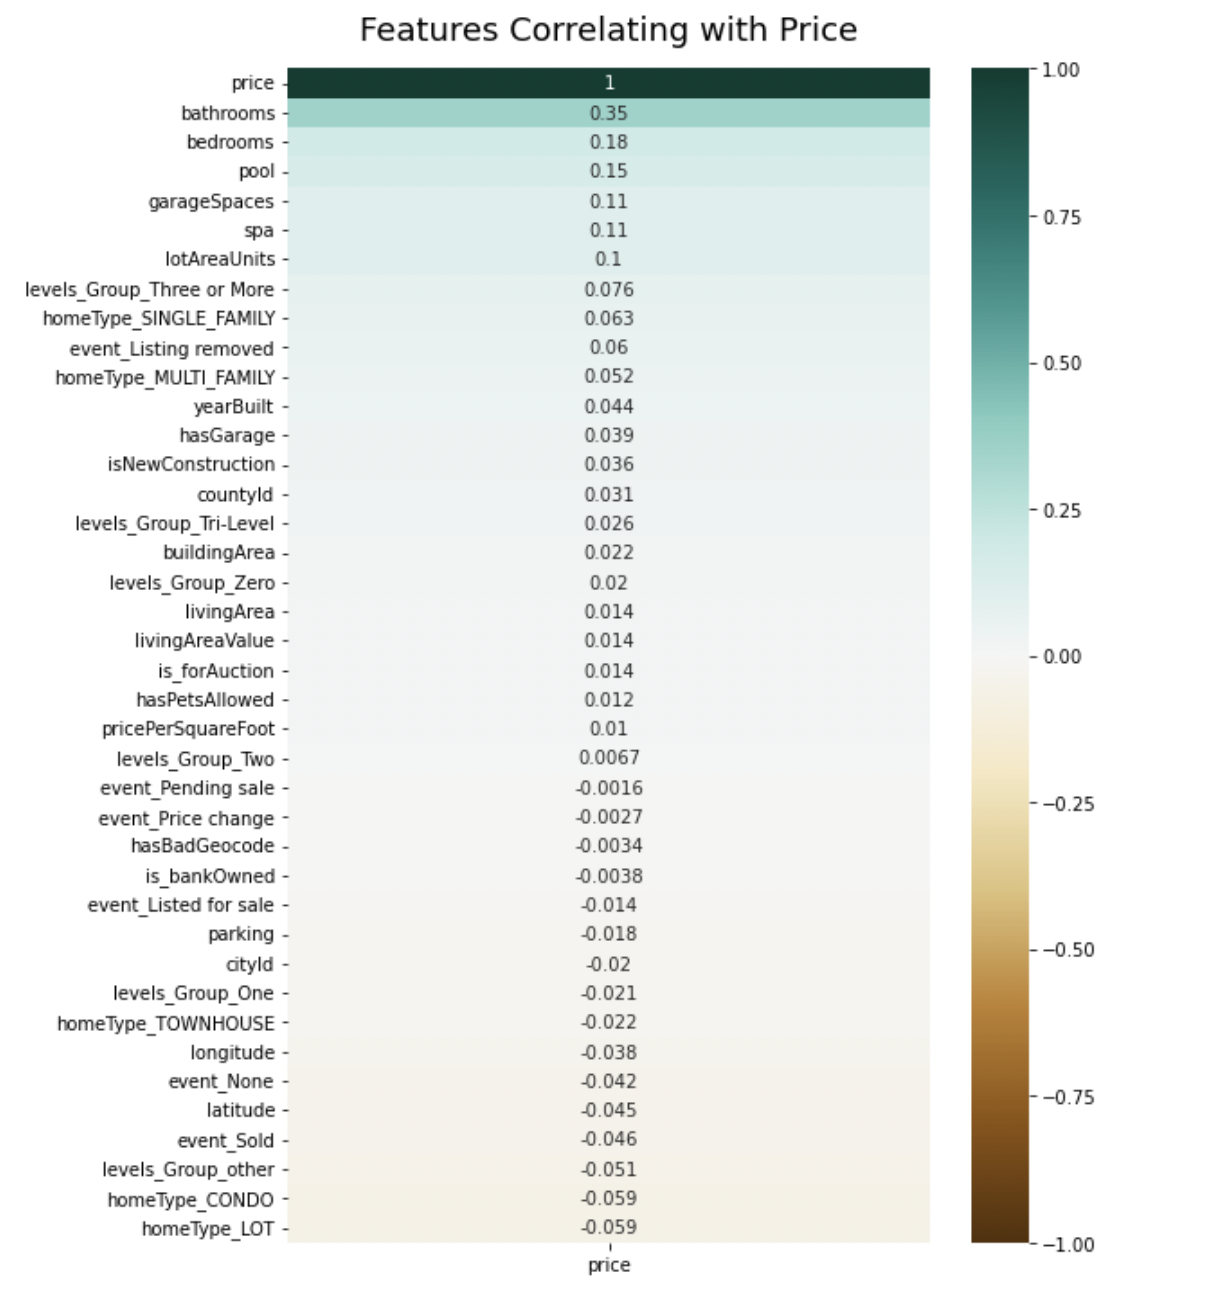 Features Correlating with Price
price 1
bathrooms 0.35
bedrooms 0.18
pool 0.15
garageSpaces 0.11
spa 0.11
lotAreaUnits 0.1
levels_Group_Three or More 0.076
homeType_SINGLE_FAMILY 0.063
event_Listing removed 0.06
homeType_MULTI_FAMILY 0.052
yearBuilt 0.044
hasGarage 0.039
isNewConstruction 0.036
countyId 0.031
levels_Group_Tri-Level 0.026
buildingArea 0.022
levels_Group_Zero 0.02
livingArea 0.014
livingAreaValue 0.014
is_forAuction 0.014
hasPetsAllowed 0.012
pricePerSquareFoot 0.01
levels_Group_Two 0.0067
event_Pending sale -0.0016
event_Price change -0.0027
hasBadGeocode -0.0034
is_bankOwned -0.0038
event_Listed for sale -0.014
parking -0.018
cityId -0.02
levels_Group_One -0.021
homeType_TOWNHOUSE -0.022
longitude -0.038
event_None -0.042
latitude -0.045
event_Sold -0.046
levels_Group_other -0.051
homeType_CONDO -0.059
homeType_LOT -0.059
price
1.00
0.75
0.50
0.25
0.00
−0.25
−0.50
−0.75
−1.00